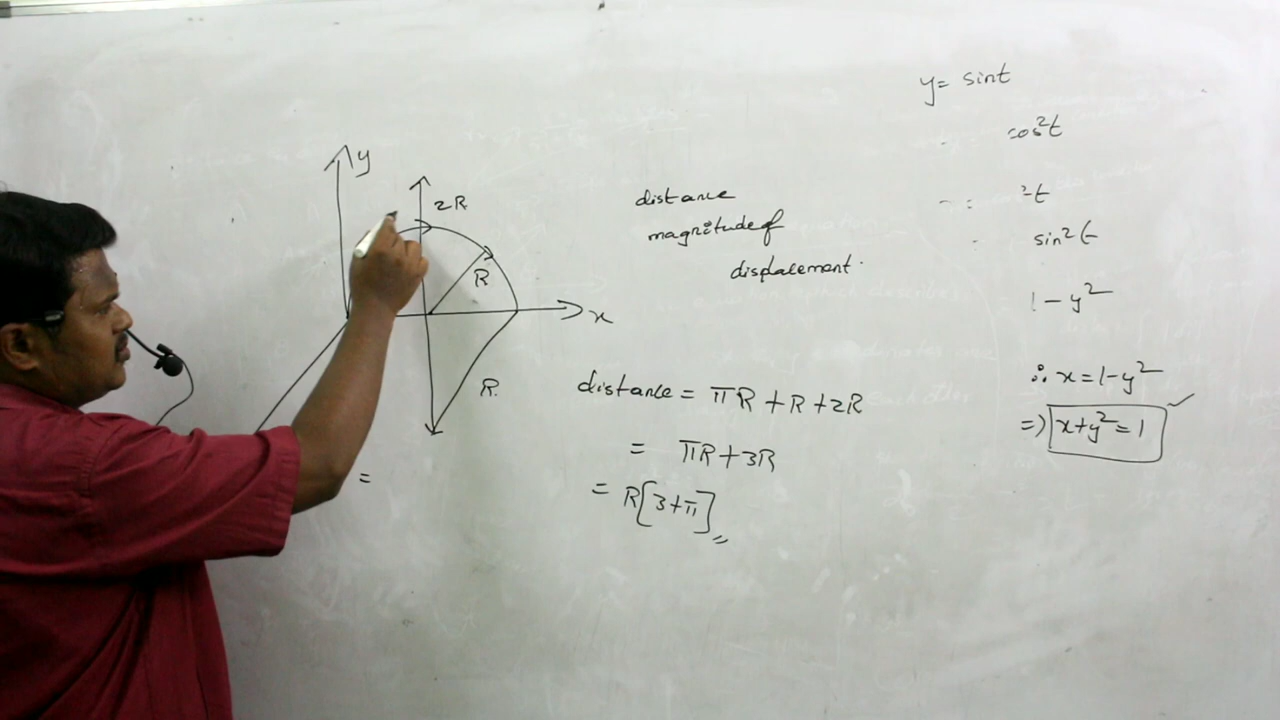 y
2R
R
x
R
=
distance
magnitude of
displacement.
distance = πR + R + 2R
= πR + 3R
= R[3+π]
y = sint
cos²t
²t
sin²t
1 - y²
∴ x = 1 - y²
=) x + y² = 1